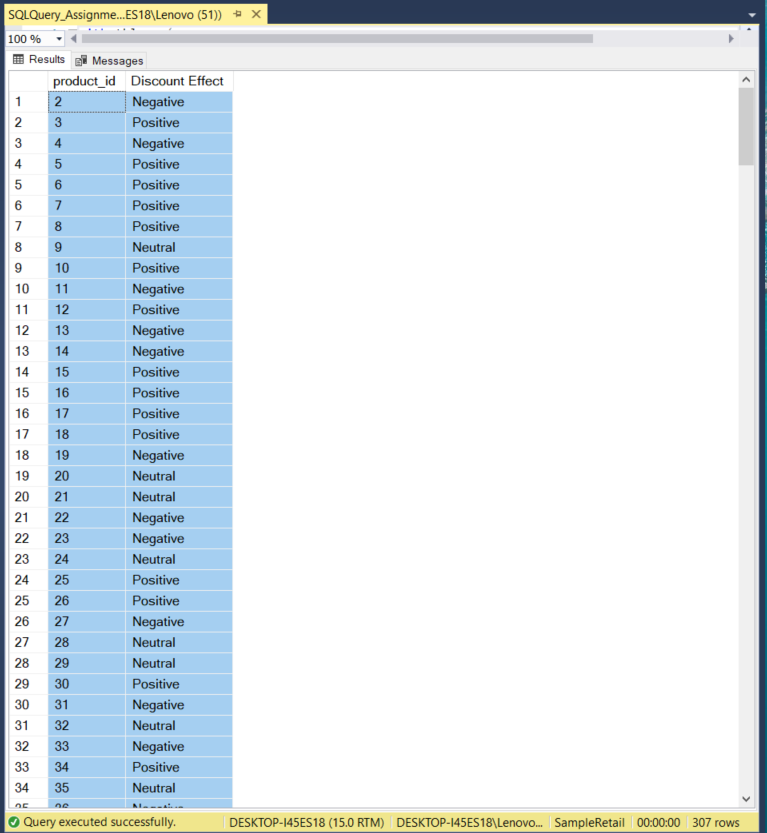 SQLQuery_Assignme...ES18\Lenovo (51))
100 %
Results Messages
product_id Discount Effect
1 2 Negative
2 3 Positive
3 4 Negative
4 5 Positive
5 6 Positive
6 7 Positive
7 8 Positive
8 9 Neutral
9 10 Positive
10 11 Negative
11 12 Positive
12 13 Negative
13 14 Negative
14 15 Positive
15 16 Positive
16 17 Positive
17 18 Positive
18 19 Negative
19 20 Neutral
20 21 Neutral
21 22 Negative
22 23 Negative
23 24 Neutral
24 25 Positive
25 26 Positive
26 27 Negative
27 28 Neutral
28 29 Neutral
29 30 Positive
30 31 Negative
31 32 Neutral
32 33 Negative
33 34 Positive
34 35 Neutral
35 36 Negative
Query executed successfully. DESKTOP-I45ES18 (15.0 RTM) DESKTOP-I45ES18\Lenovo... SampleRetail 00:00:00 307 rows